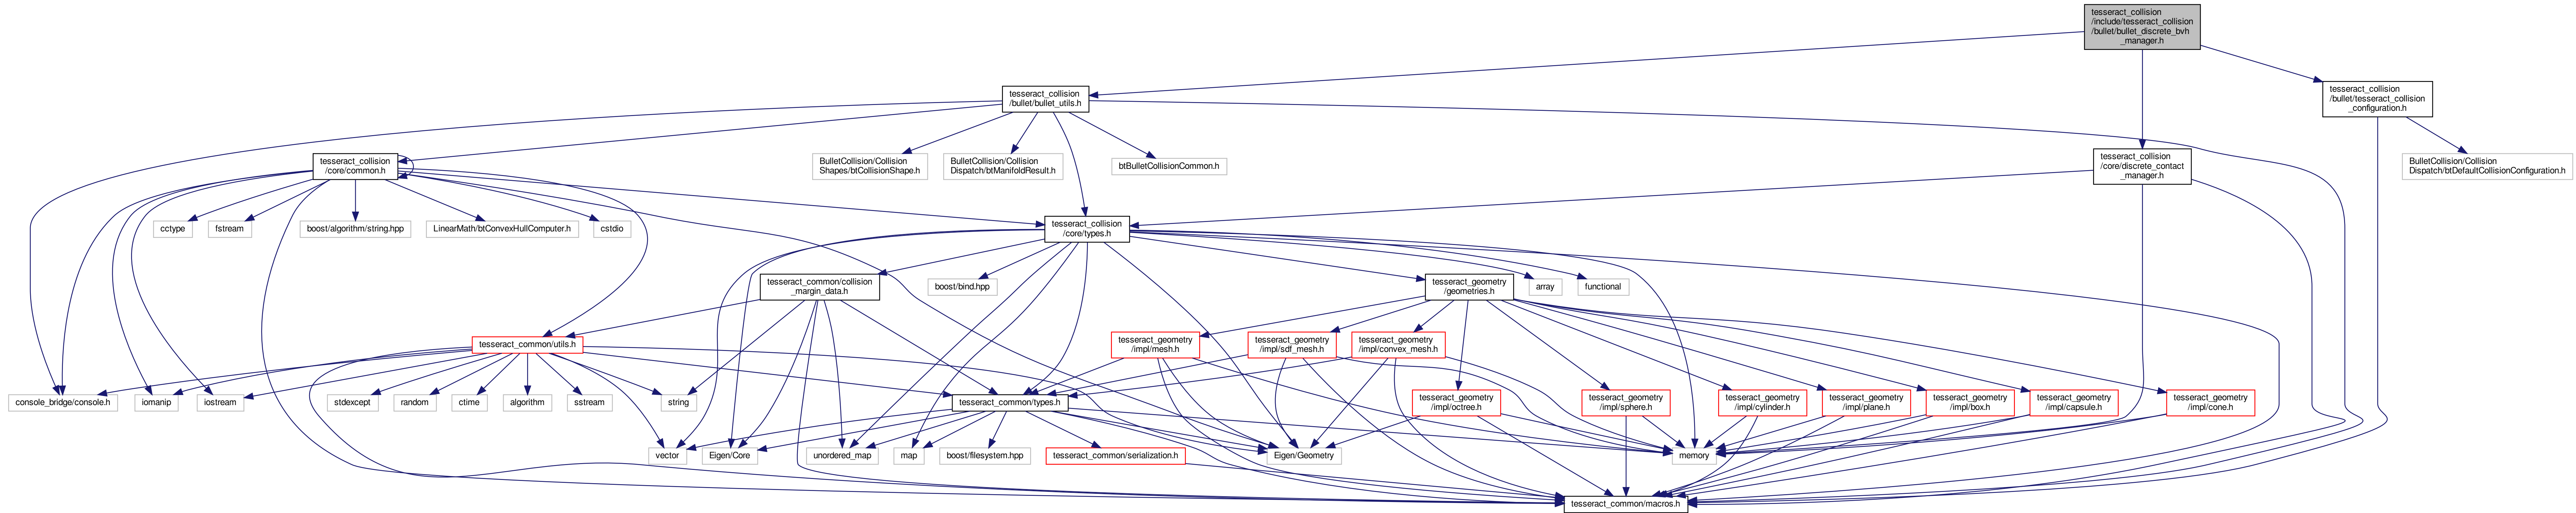 tesseract_collision
/include/tesseract_collision
/bullet/bullet_discrete_bvh
_manager.h
tesseract_collision
/bullet/bullet_utils.h
tesseract_collision
/bullet/tesseract_collision
_configuration.h
tesseract_collision
/core/common.h
BulletCollision/Collision
Shapes/btCollisionShape.h
BulletCollision/Collision
Dispatch/btManifoldResult.h
btBulletCollisionCommon.h
tesseract_collision
/core/discrete_contact
_manager.h
BulletCollision/Collision
Dispatch/btDefaultCollisionConfiguration.h
cctype
fstream
boost/algorithm/string.hpp
LinearMath/btConvexHullComputer.h
cstdio
tesseract_collision
/core/types.h
tesseract_common/collision
_margin_data.h
boost/bind.hpp
tesseract_geometry
/geometries.h
array
functional
tesseract_common/utils.h
tesseract_geometry
/impl/mesh.h
tesseract_geometry
/impl/sdf_mesh.h
tesseract_geometry
/impl/convex_mesh.h
console_bridge/console.h
iomanip
iostream
stdexcept
random
ctime
algorithm
sstream
string
tesseract_common/types.h
tesseract_geometry
/impl/octree.h
tesseract_geometry
/impl/sphere.h
tesseract_geometry
/impl/cylinder.h
tesseract_geometry
/impl/plane.h
tesseract_geometry
/impl/box.h
tesseract_geometry
/impl/capsule.h
tesseract_geometry
/impl/cone.h
vector
Eigen/Core
unordered_map
map
boost/filesystem.hpp
tesseract_common/serialization.h
Eigen/Geometry
memory
tesseract_common/macros.h